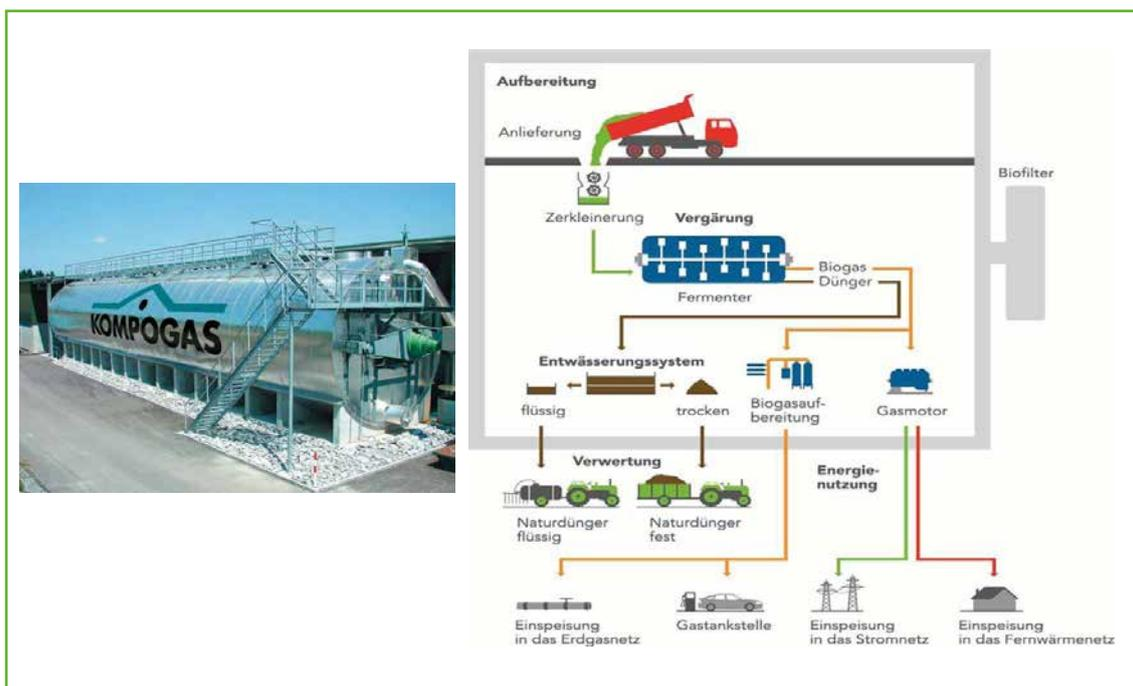 KOMPOGAS
Aufbereitung
Anlieferung
Zerkleinerung
Vergärung
Fermenter
Biogas
Dünger
Biofilter
Entwässerungssystem
flüssig
trocken
Biogasauf-
bereitung
Gasmotor
Verwertung
Energie-
nutzung
Naturdünger
flüssig
Naturdünger
fest
Einspeisung
in das Erdgasnetz
Gastankstelle
Einspeisung
in das Stromnetz
Einspeisung
in das Fernwärmenetz